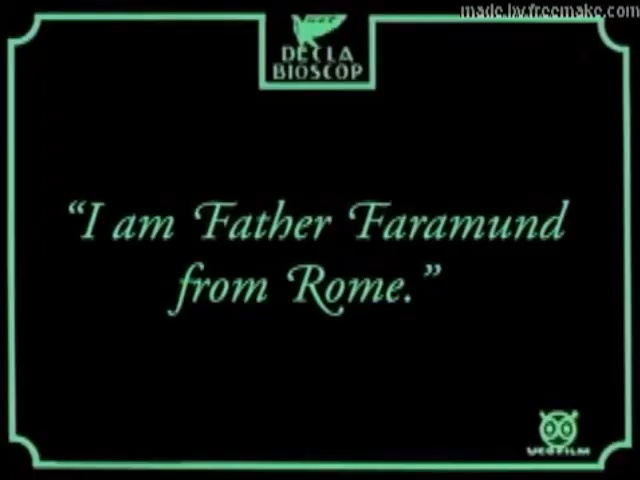 made.by.freemake.com
DECLA
BIOSCOP
“I am Father Faramund
from Rome.”